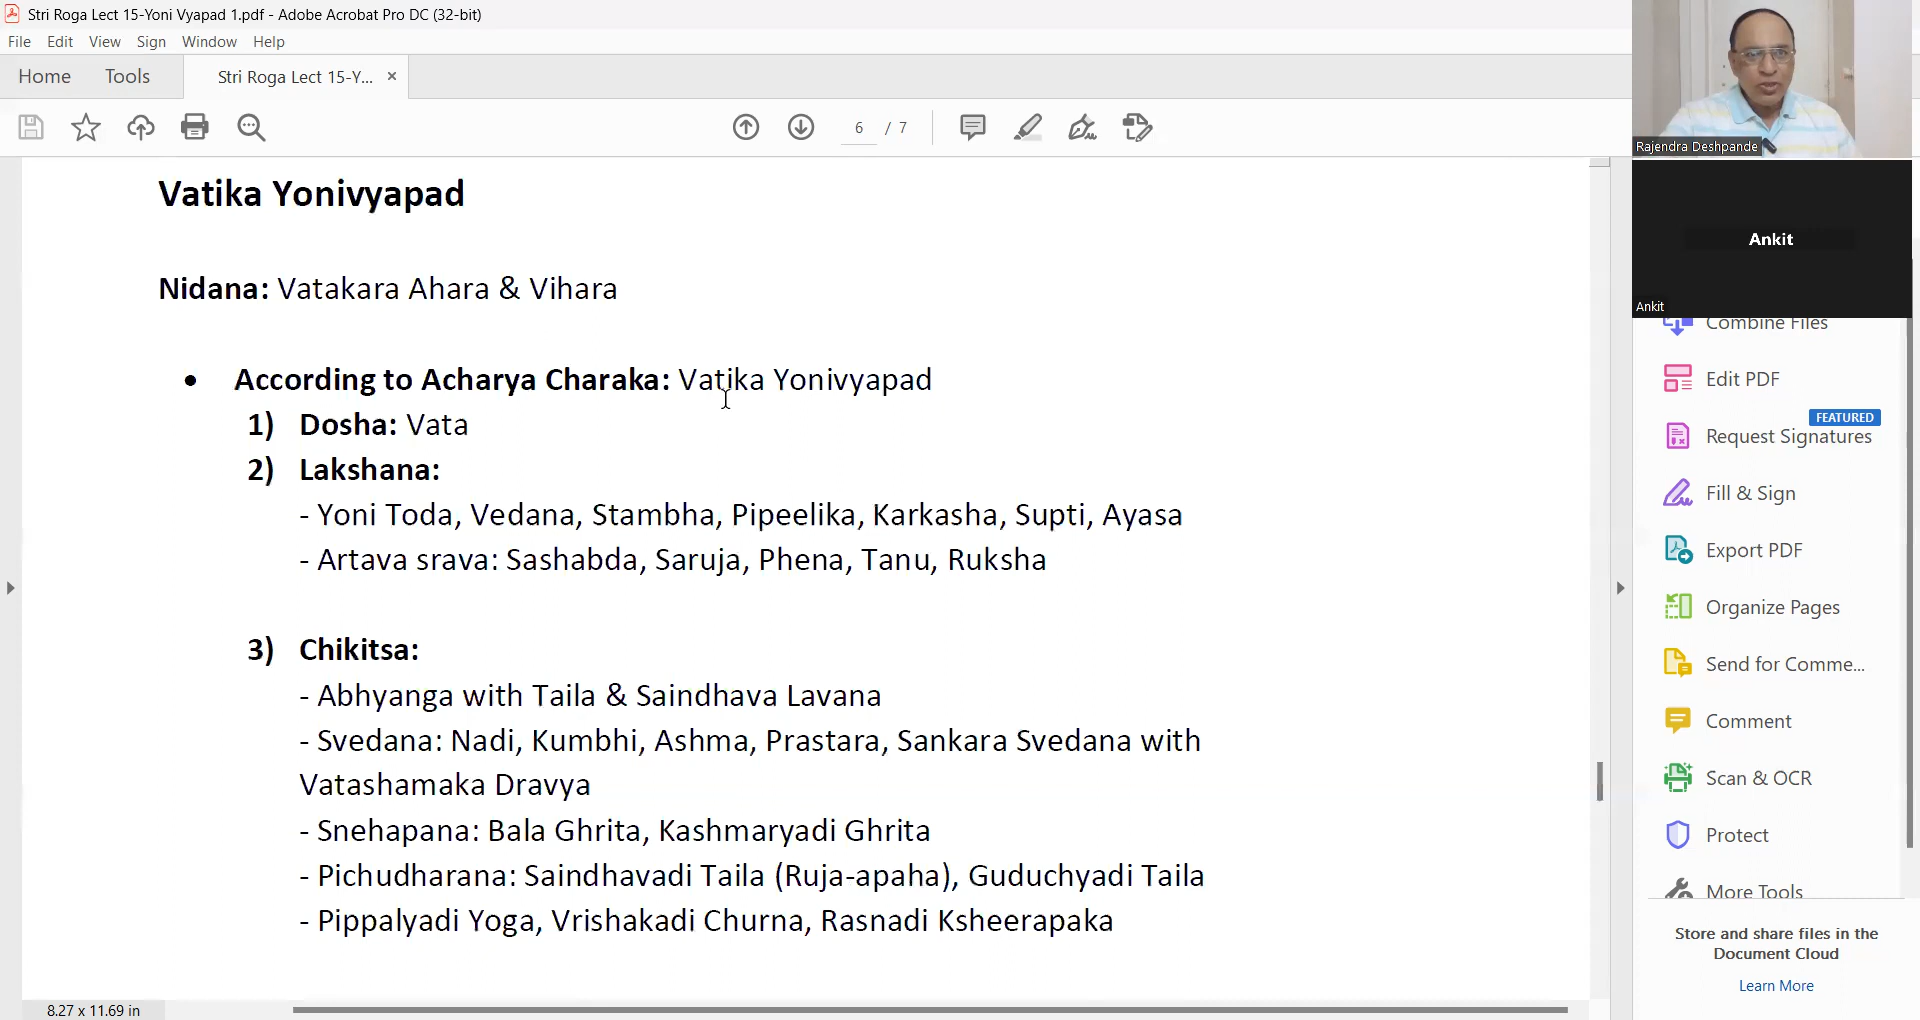 Stri Roga Lect 15-Yoni Vyapad 1.pdf - Adobe Acrobat Pro DC (32-bit)
File Edit View Sign Window Help
Home Tools Stri Roga Lect 15-Y... ×
6 / 7
Vatika Yonivyapad
Nidana: Vatakara Ahara & Vihara
• According to Acharya Charaka: Vatika Yonivyapad
1) Dosha: Vata
2) Lakshana:
- Yoni Toda, Vedana, Stambha, Pipeelika, Karkasha, Supti, Ayasa
- Artava srava: Sashabda, Saruja, Phena, Tanu, Ruksha
3) Chikitsa:
- Abhyanga with Taila & Saindhava Lavana
- Svedana: Nadi, Kumbhi, Ashma, Prastara, Sankara Svedana with
Vatashamaka Dravya
- Snehapana: Bala Ghrita, Kashmaryadi Ghrita
- Pichudharana: Saindhavadi Taila (Ruja-apaha), Guduchyadi Taila
- Pippalyadi Yoga, Vrishakadi Churna, Rasnadi Ksheerapaka
8.27 x 11.69 in
Rajendra Deshpande
Ankit
Ankit
Combine Files
Edit PDF
FEATURED
Request Signatures
Fill & Sign
Export PDF
Organize Pages
Send for Comme...
Comment
Scan & OCR
Protect
More Tools
Store and share files in the
Document Cloud
Learn More